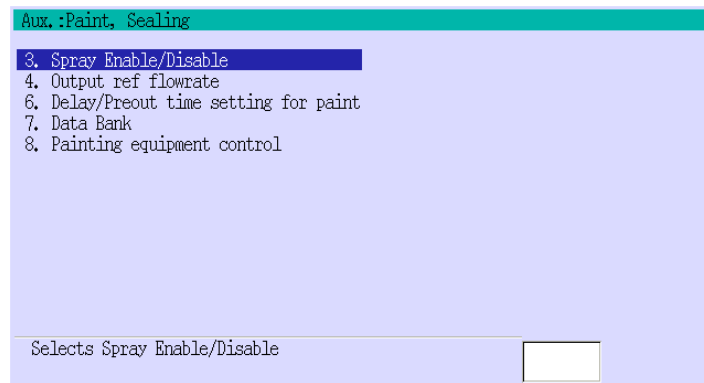 Aux.:Paint, Sealing
3. Spray Enable/Disable
4. Output ref flowrate
6. Delay/Preout time setting for paint
7. Data Bank
8. Painting equipment control
Selects Spray Enable/Disable